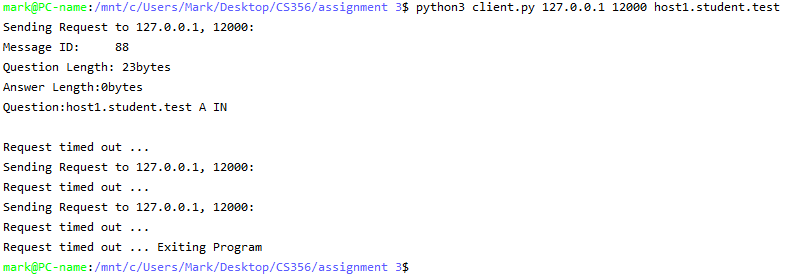 mark@PC-name:/mnt/c/Users/Mark/Desktop/CS356/assignment 3$ python3 client.py 127.0.0.1 12000 host1.student.test
Sending Request to 127.0.0.1, 12000:
Message ID:     88
Question Length: 23bytes
Answer Length:0bytes
Question:host1.student.test A IN

Request timed out ...
Sending Request to 127.0.0.1, 12000:
Request timed out ...
Sending Request to 127.0.0.1, 12000:
Request timed out ...
Request timed out ... Exiting Program
mark@PC-name:/mnt/c/Users/Mark/Desktop/CS356/assignment 3$